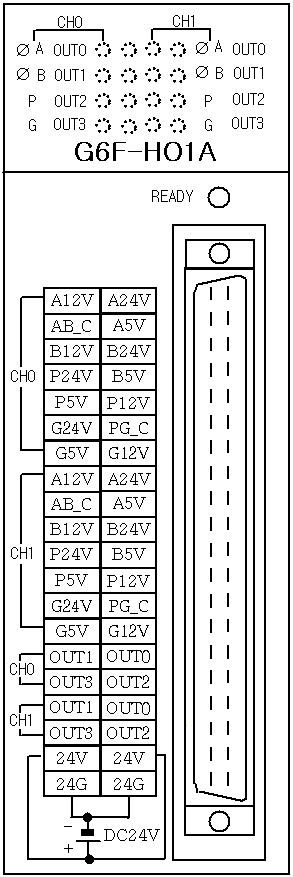 CH0 CH1
Ø A OUT0 Ø A OUT0
Ø B OUT1 Ø B OUT1
P OUT2 P OUT2
G OUT3 G OUT3
G6F-HO1A
READY
CH0
A12V A24V
AB_C A5V
B12V B24V
P24V B5V
P5V P12V
G24V PG_C
G5V G12V
CH1
A12V A24V
AB_C A5V
B12V B24V
P24V B5V
P5V P12V
G24V PG_C
G5V G12V
CH0
OUT1 OUT0
OUT3 OUT2
CH1
OUT1 OUT0
OUT3 OUT2
24V 24V
24G 24G
- DC24V
+